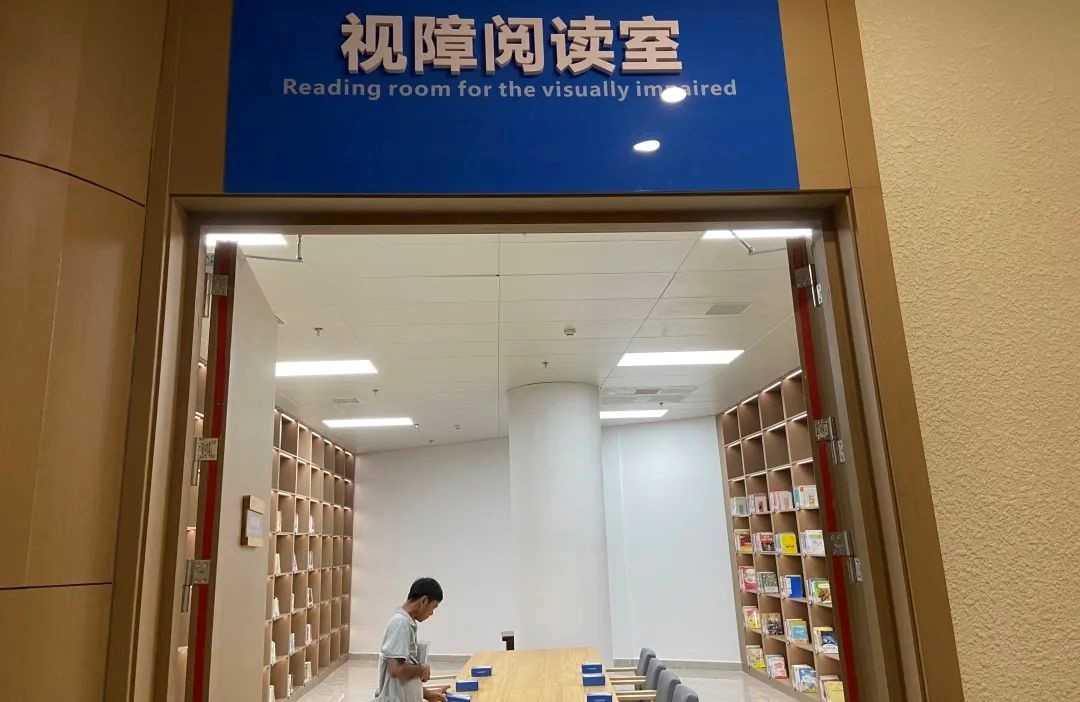 视障阅读室
Reading room for the visually impaired